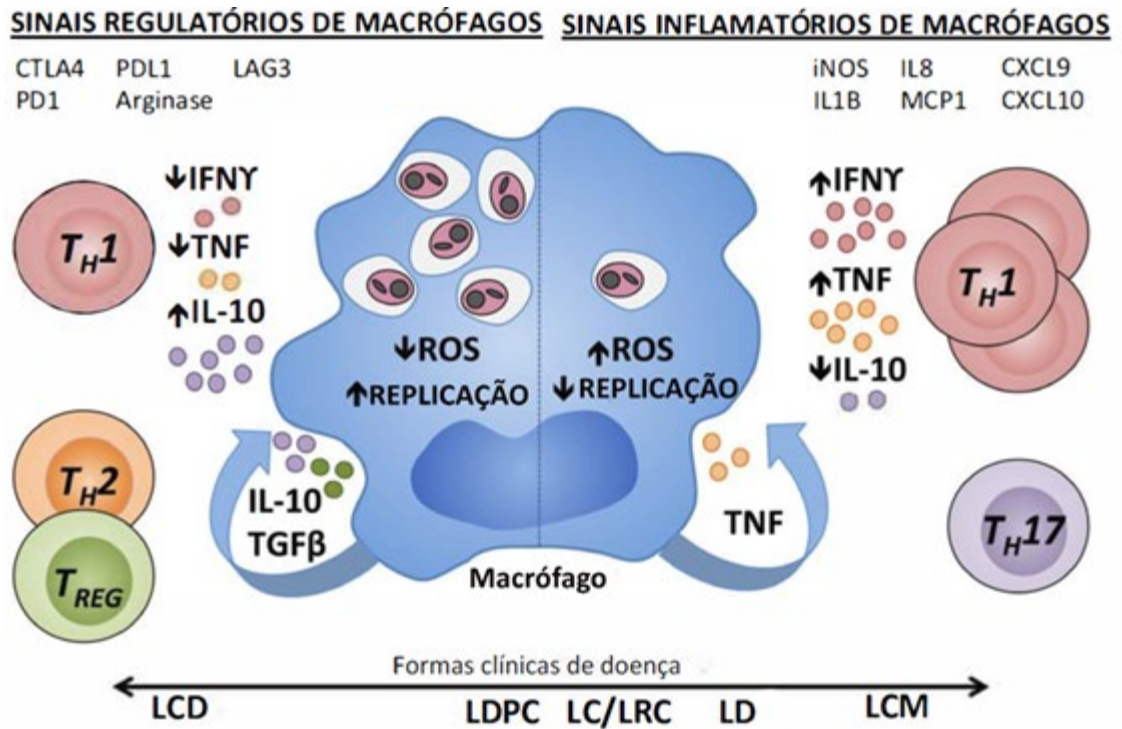 SINAIS REGULATÓRIOS DE MACRÓFAGOS
CTLA4 PDL1 LAG3
PD1 Arginase
SINAIS INFLAMATÓRIOS DE MACRÓFAGOS
iNOS IL8 CXCL9
IL1B MCP1 CXCL10
TH1
↓IFNϒ
↓TNF
↑IL-10
TH2
TREG
IL-10
TGFβ
↓ROS
↑REPLICAÇÃO
↑ROS
↓REPLICAÇÃO
Macrófago
TNF
↑IFNϒ
↑TNF
↓IL-10
TH1
TH17
Formas clínicas de doença
LCD LDPC LC/LRC LD LCM